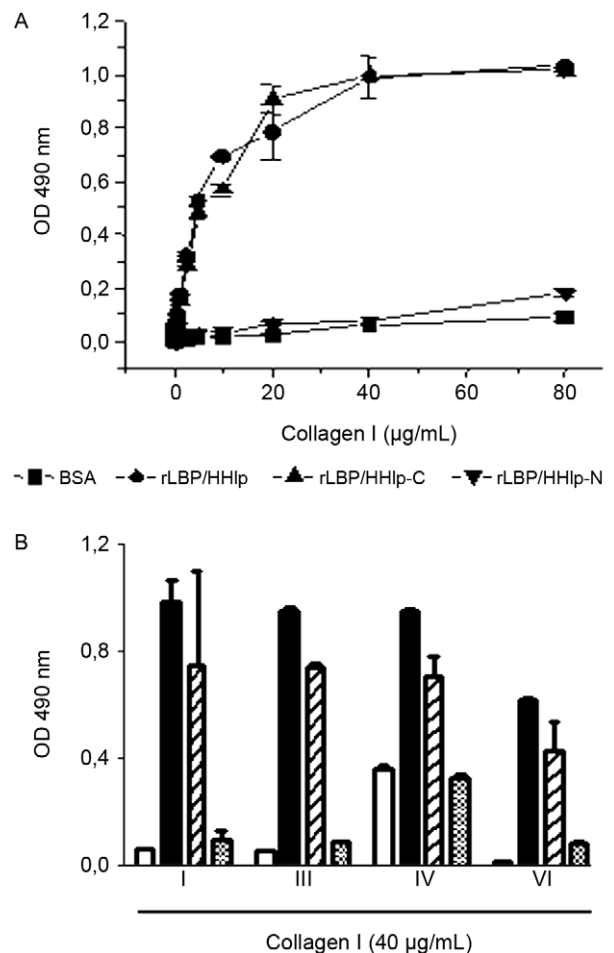 A
1,2
1,0
0,8
0,6
0,4
0,2
0,0
OD 490 nm
0 20 40 60 80
Collagen I (µg/mL)
BSA rLBP/HHlp rLBP/HHlp-C rLBP/HHlp-N
B
1,2
0,8
0,4
0,0
OD 490 nm
I III IV VI
Collagen I (40 µg/mL)